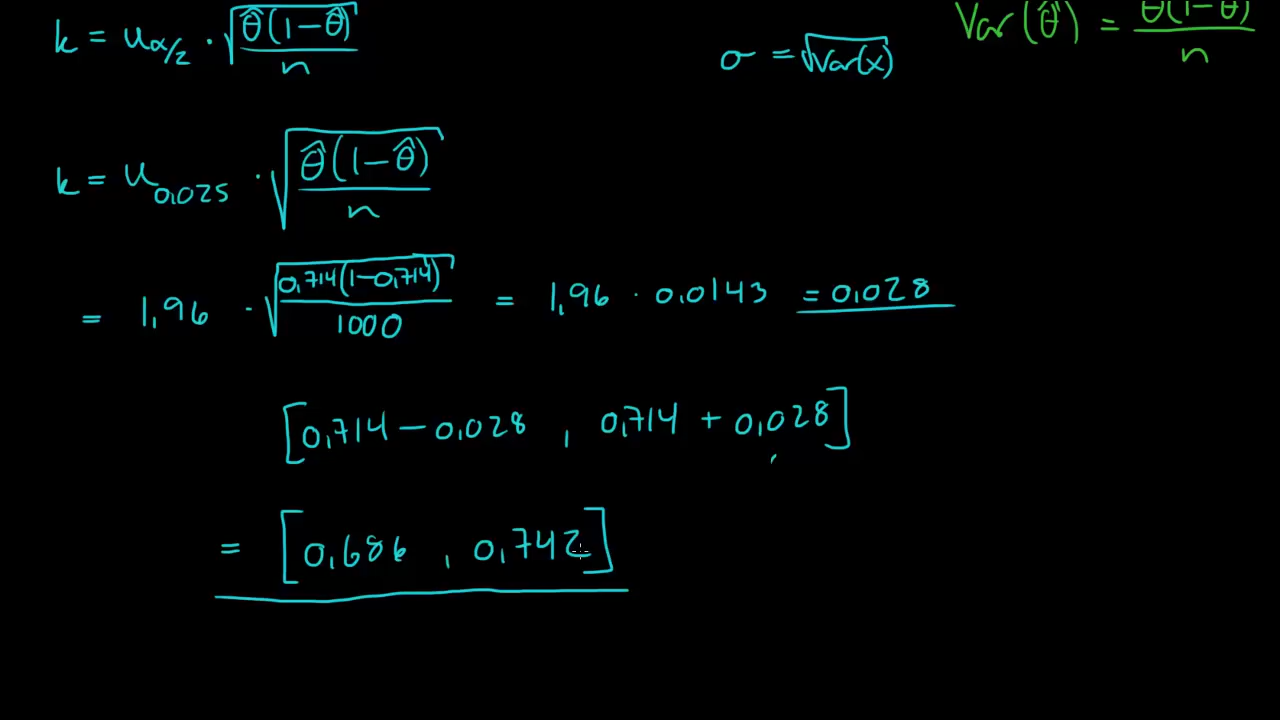 k = u_{α/2} · √(θ̂(1−θ̂)/n)
σ = √Var(x)
Var(θ̂) = θ(1−θ)/n
k = u_{0,025} · √(θ̂(1−θ̂)/n)
= 1,96 · √(0,714(1−0,714)/1000) = 1,96 · 0,0143 = 0,028
[0,714 − 0,028 , 0,714 + 0,028]
= [0,686 , 0,742]